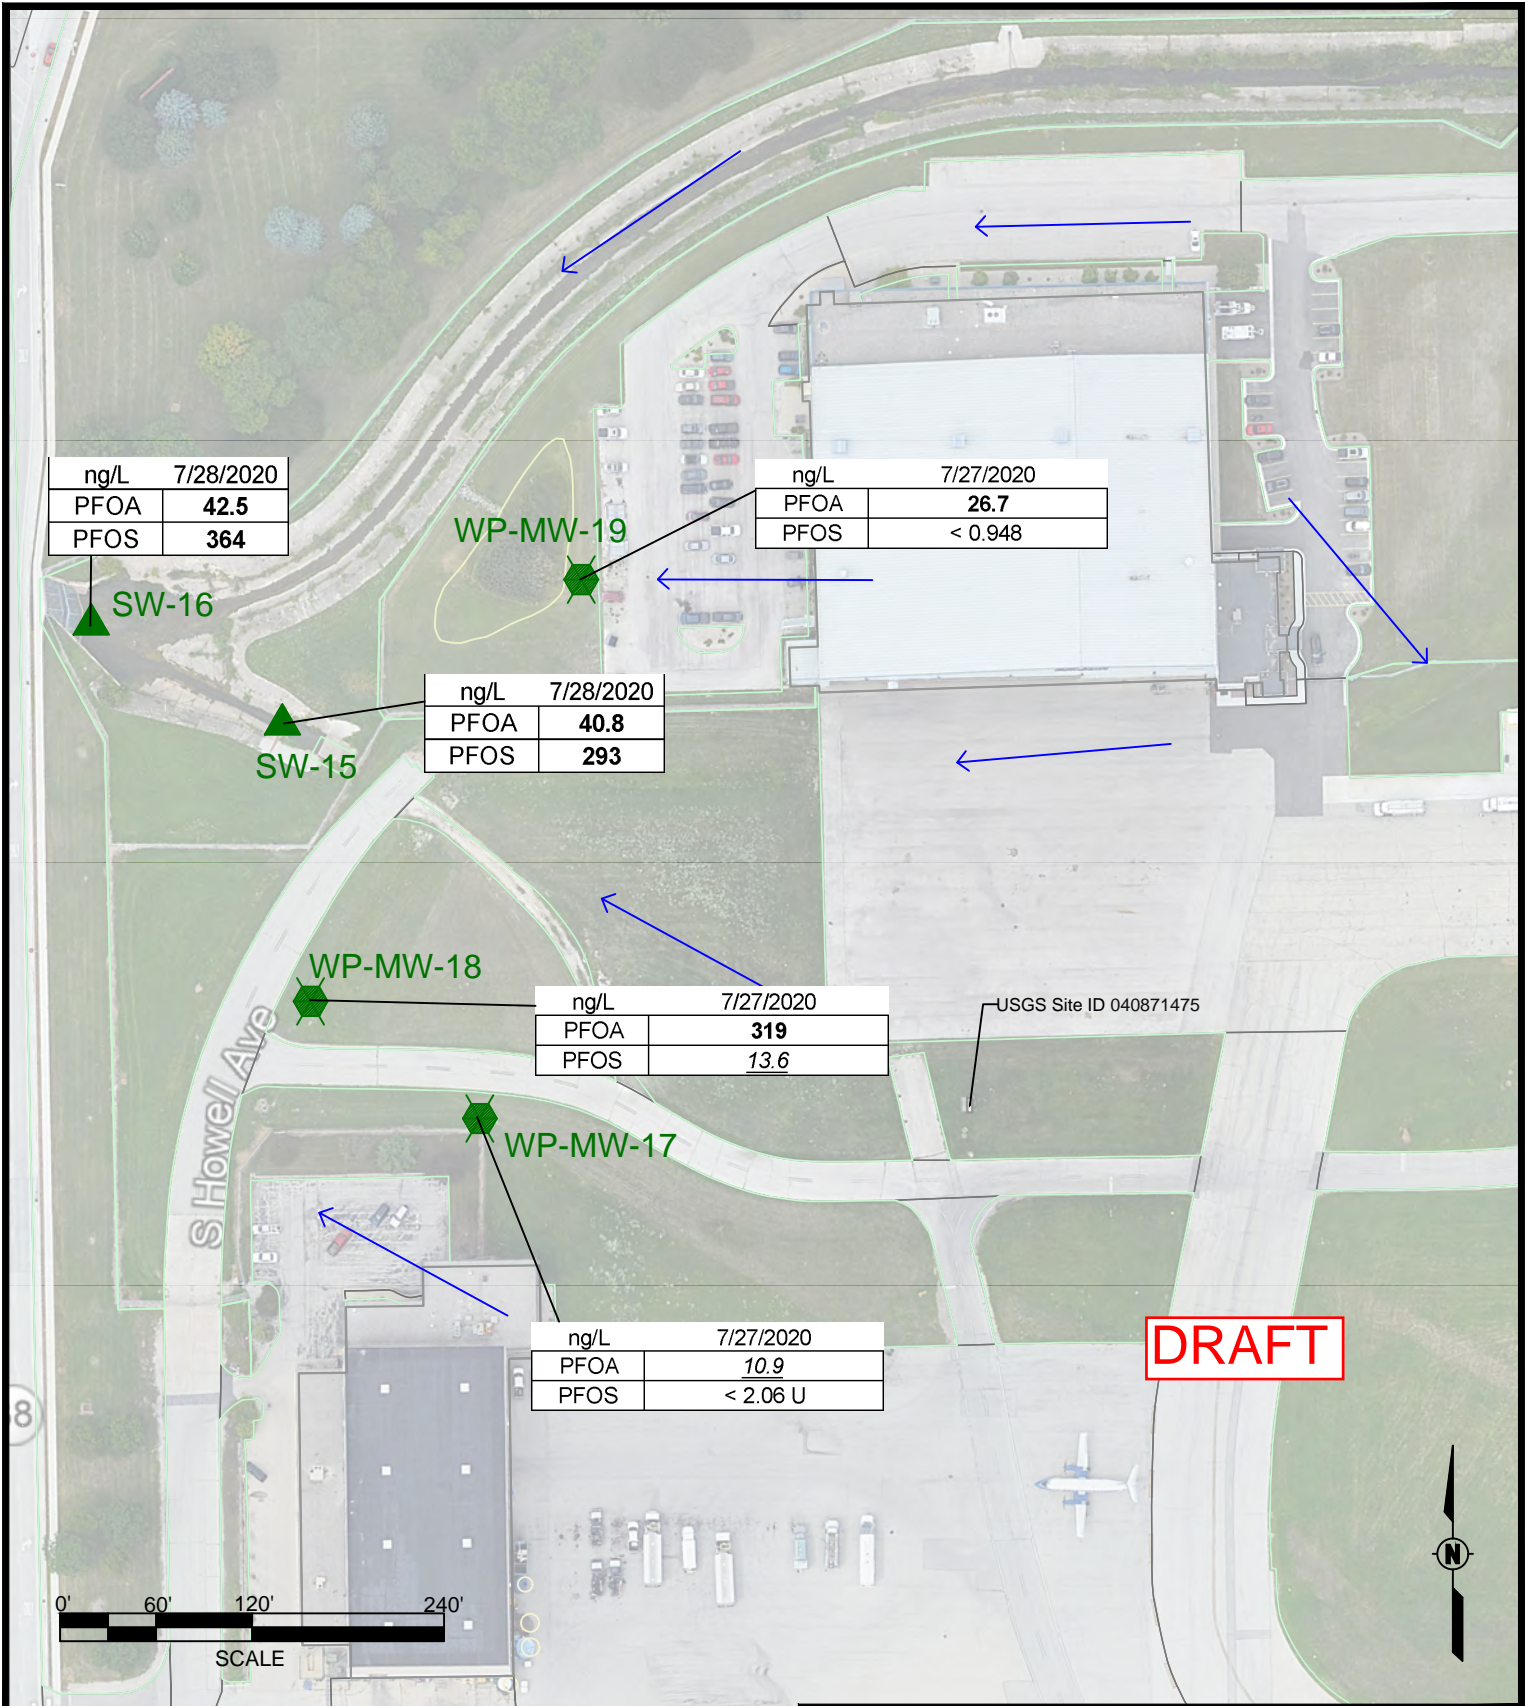 ng/L 7/28/2020
PFOA 42.5
PFOS 364
SW-16
WP-MW-19
ng/L 7/27/2020
PFOA 26.7
PFOS < 0.948
ng/L 7/28/2020
PFOA 40.8
PFOS 293
SW-15
WP-MW-18
ng/L 7/27/2020
PFOA 319
PFOS 13.6
USGS Site ID 040871475
S Howell Ave
WP-MW-17
ng/L 7/27/2020
PFOA 10.9
PFOS < 2.06 U
DRAFT
8
N
0' 60' 120' 240'
SCALE